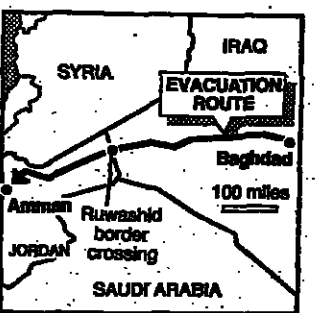 IRAQ
SYRIA
EVACUATION
ROUTE
Baghdad
100 miles
Amman
Ruwashid
border
crossing
JORDAN
SAUDI ARABIA